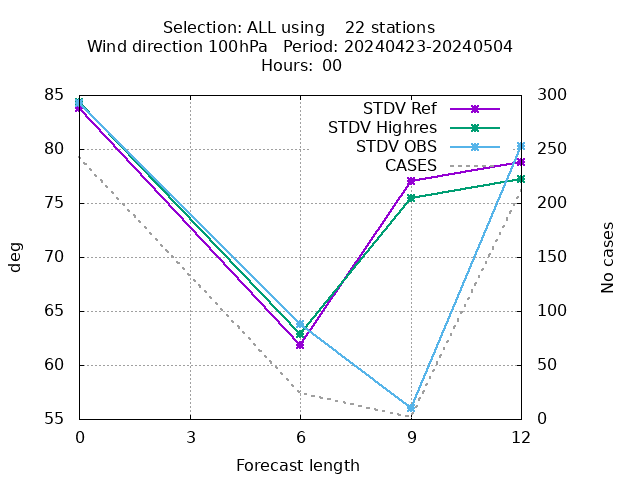 Selection: ALL using    22 stations
Wind direction 100hPa   Period: 20240423-20240504
Hours: 00
85
80
75
70
65
60
55
300
250
200
150
100
50
0
STDV Ref
STDV Highres
STDV OBS
CASES
deg
No cases
0 3 6 9 12
Forecast length